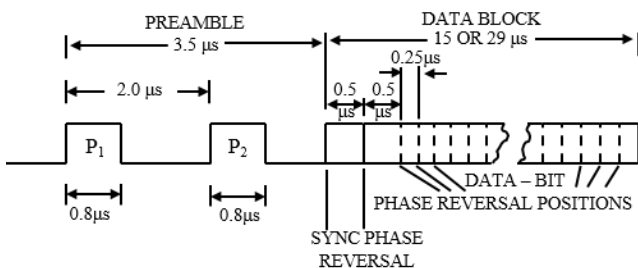 PREAMBLE
3.5 µs
DATA BLOCK
15 OR 29 µs
0.25µs
2.0 µs
0.5
µs
0.5
µs
P1
P2
DATA – BIT
PHASE REVERSAL POSITIONS
0.8µs
0.8µs
SYNC PHASE
REVERSAL